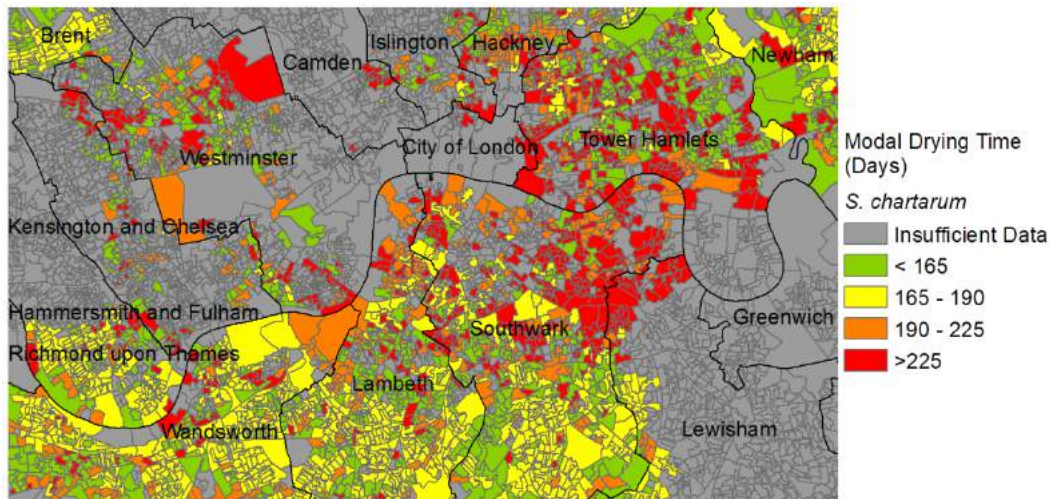 Brent
Islington
Hackney
Camden
Newham
City of London
Tower Hamlets
Westminster
Kensington and Chelsea
Hammersmith and Fulham
Richmond upon Thames
Southwark
Greenwich
Lambeth
Wandsworth
Lewisham
Modal Drying Time
(Days)
S. chartarum
Insufficient Data
< 165
165 - 190
190 - 225
>225